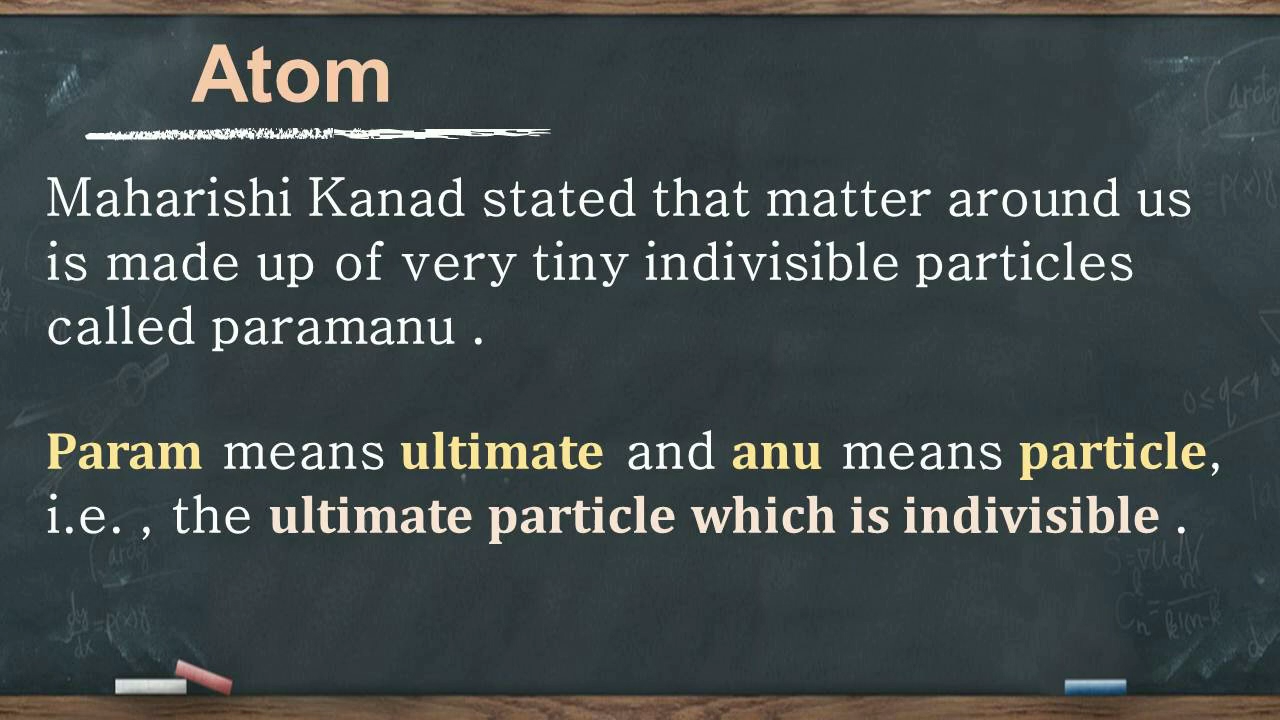 Atom
Maharishi Kanad stated that matter around us
is made up of very tiny indivisible particles
called paramanu .
Param means ultimate and anu means particle,
i.e. , the ultimate particle which is indivisible .